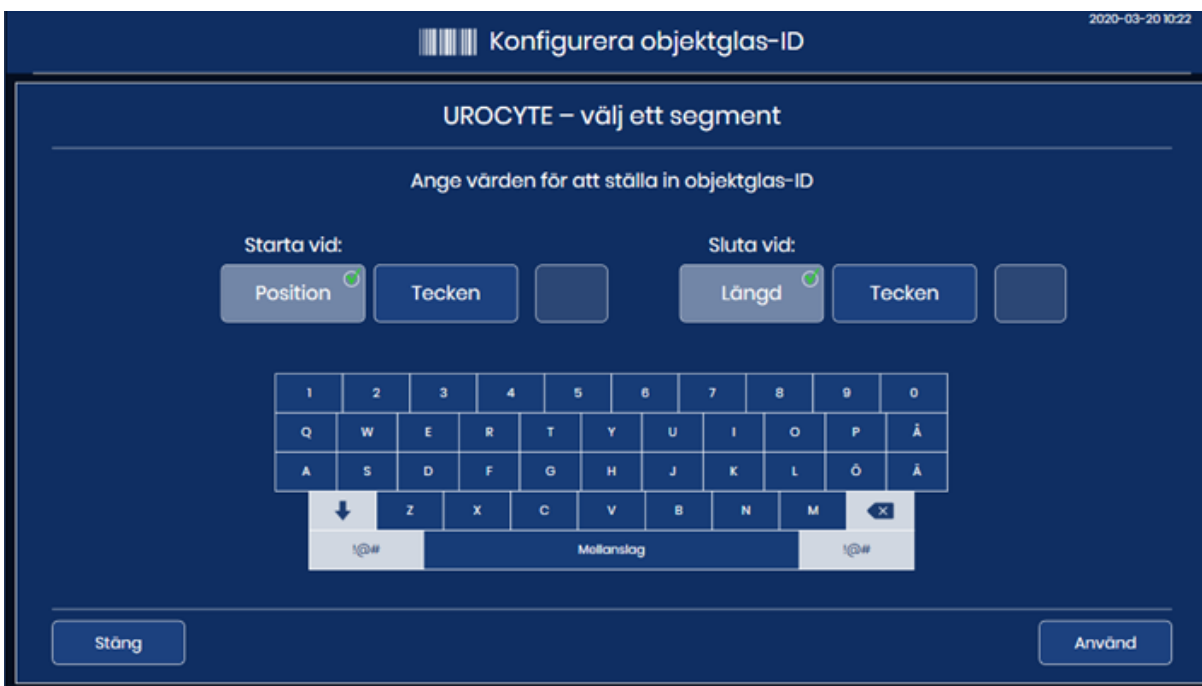 2020-03-20 10:22
Konfigurera objektglas-ID
UROCYTE – välj ett segment
Ange värden för att ställa in objektglas-ID
Starta vid: Sluta vid:
Position Tecken Längd Tecken
1 2 3 4 5 6 7 8 9 0
Q W E R T Y U I O P Å
A S D F G H J K L Ö Ä
Z X C V B N M
!@# Mellanslag !@#
Stäng Använd